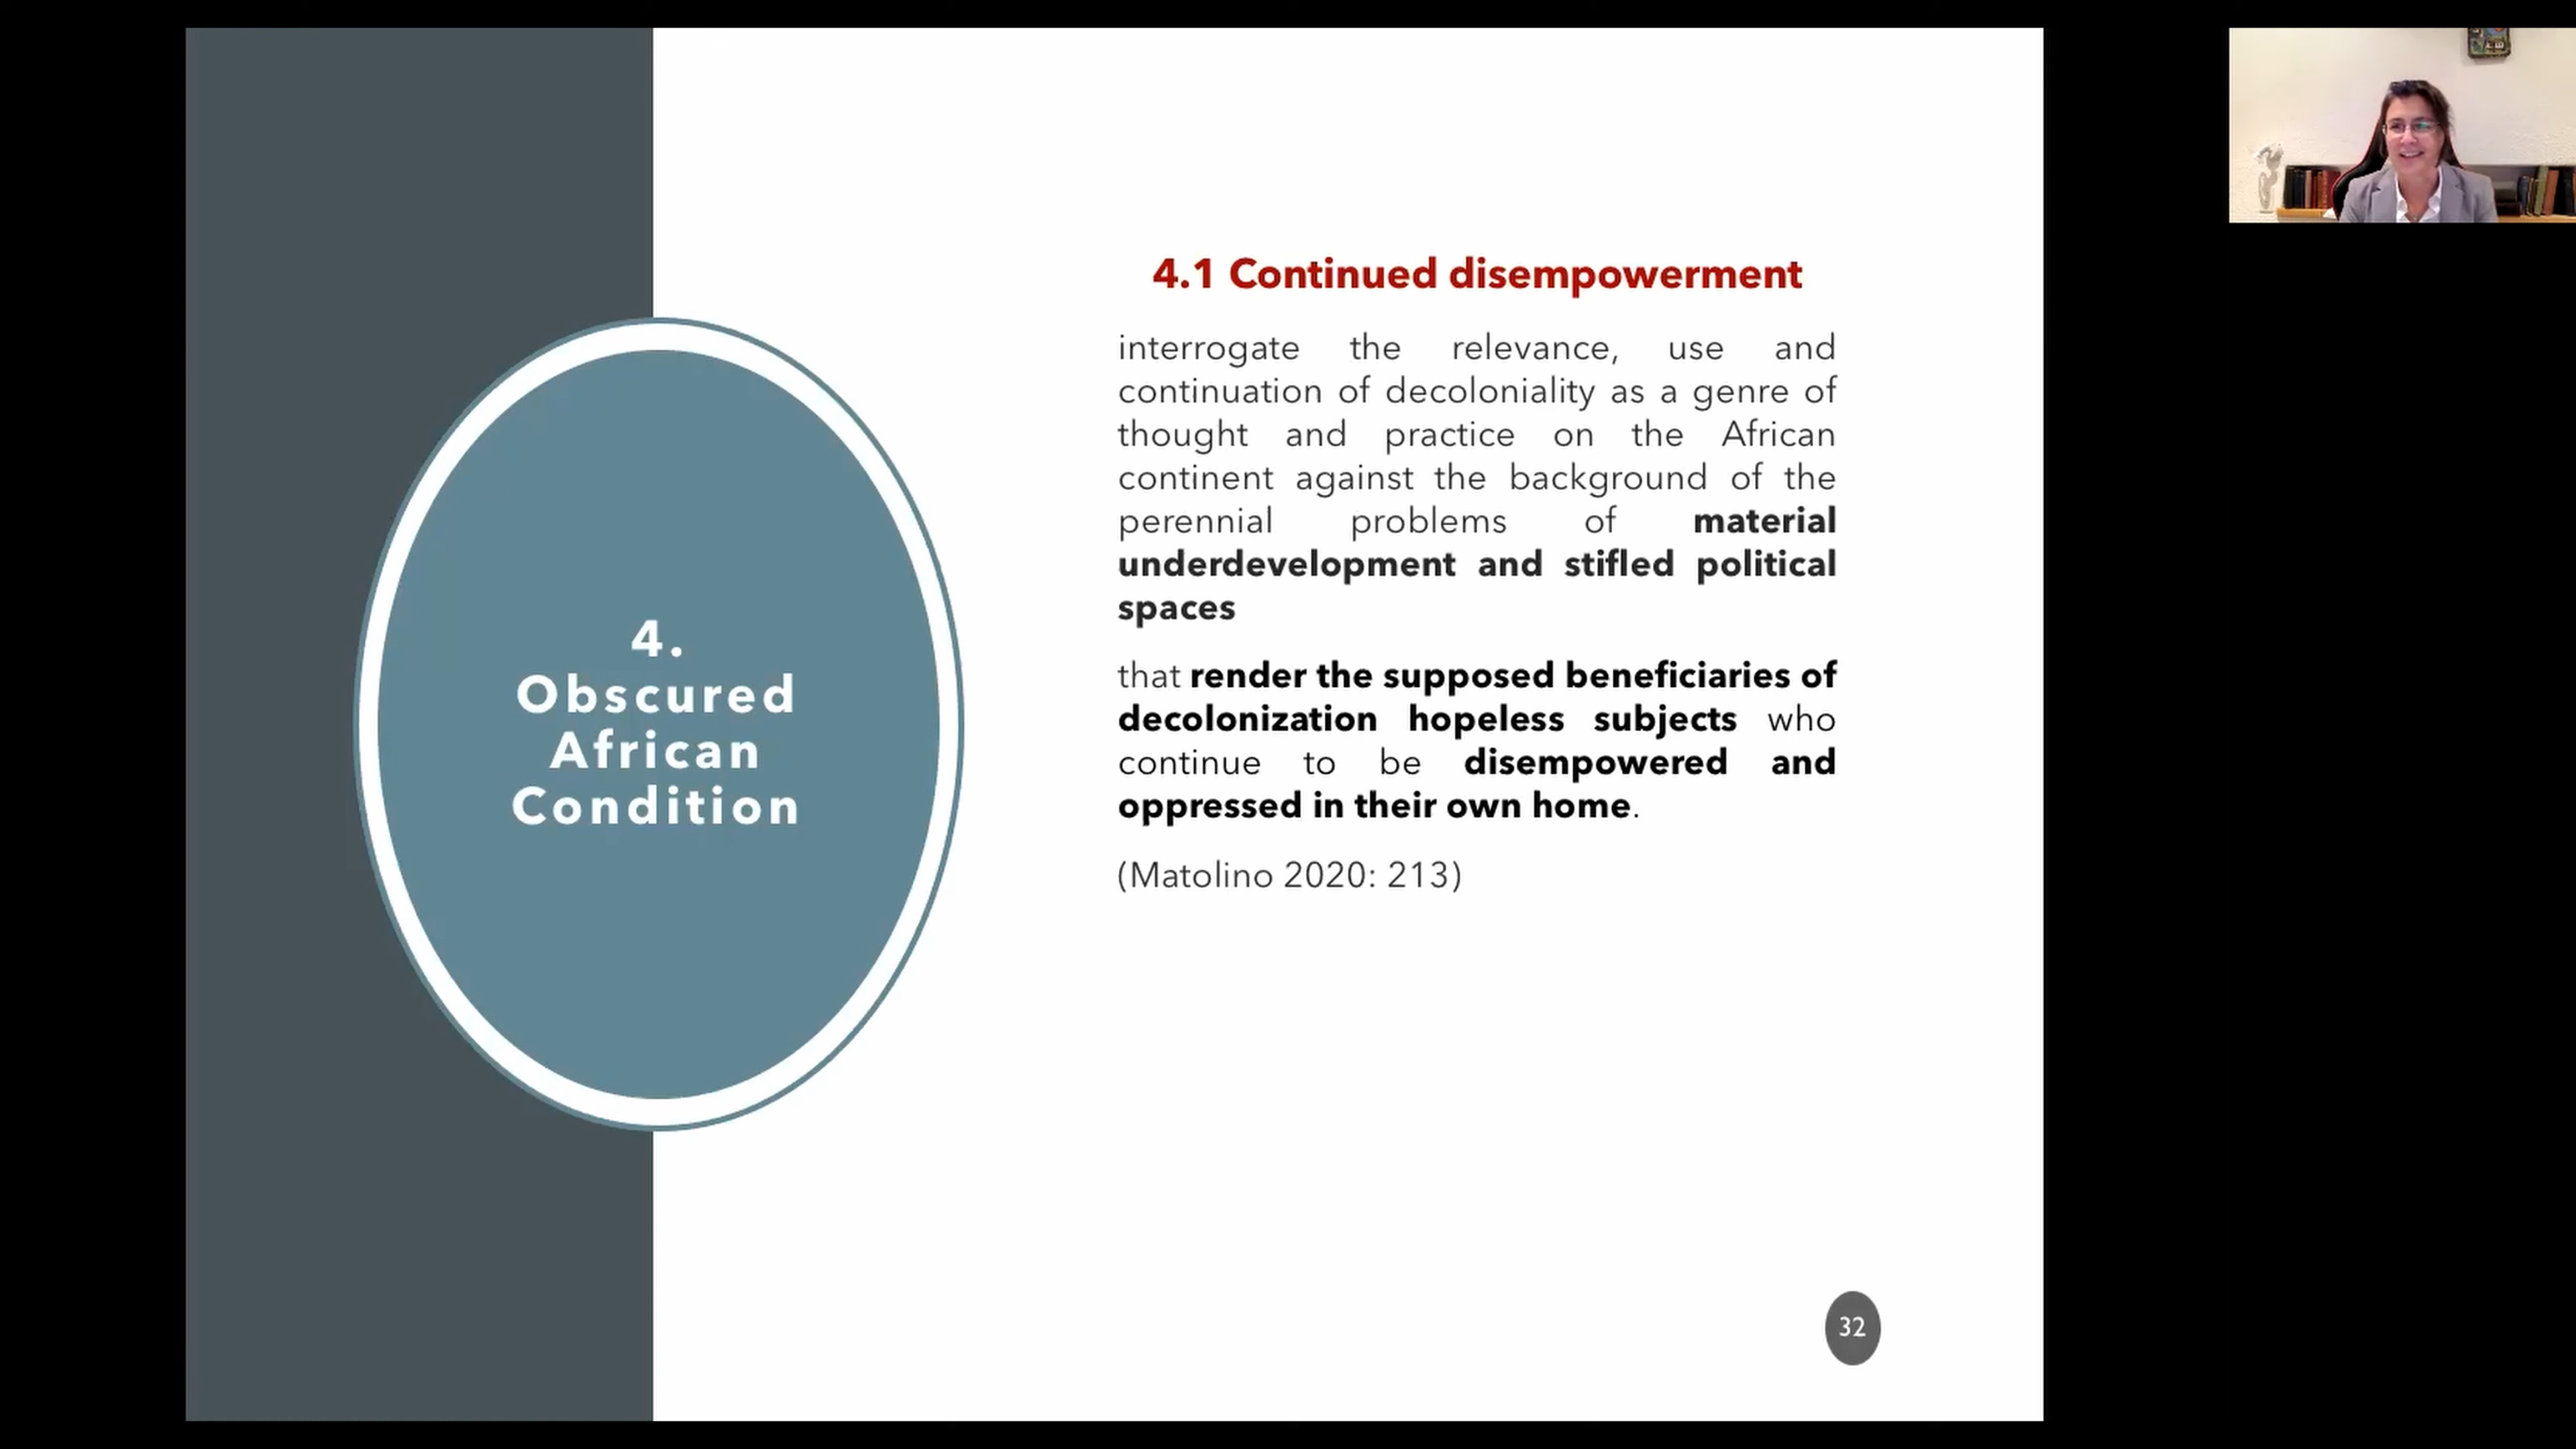 4.
Obscured
African
Condition
4.1 Continued disempowerment
interrogate the relevance, use and
continuation of decoloniality as a genre of
thought and practice on the African
continent against the background of the
perennial problems of material
underdevelopment and stifled political
spaces
that render the supposed beneficiaries of
decolonization hopeless subjects who
continue to be disempowered and
oppressed in their own home.
(Matolino 2020: 213)
32